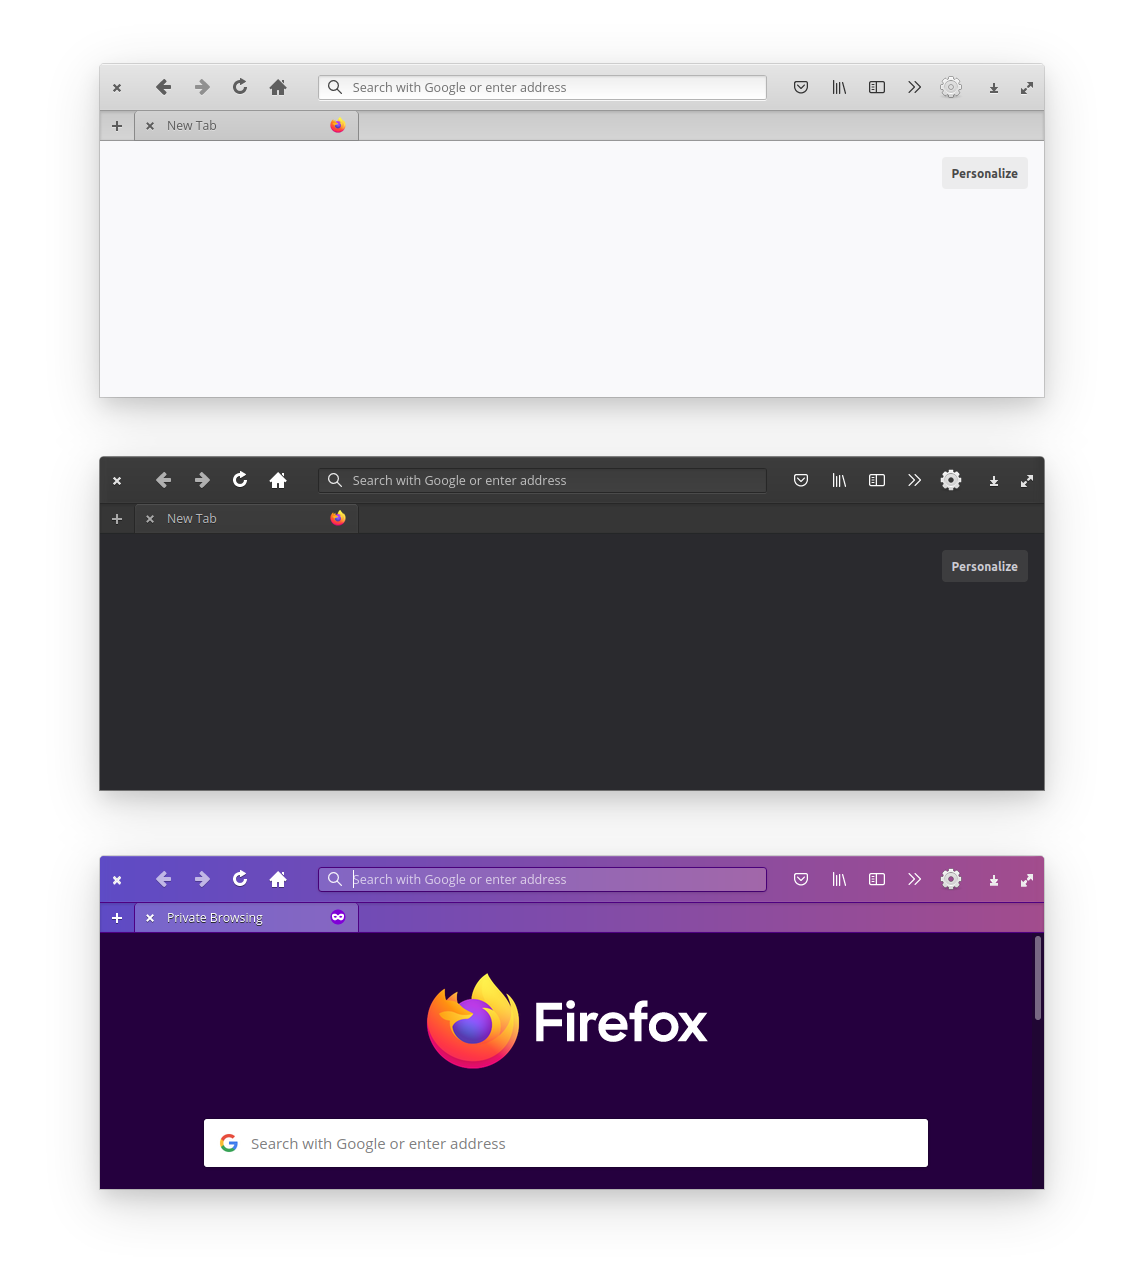 Search with Google or enter address
New Tab
Personalize
Search with Google or enter address
New Tab
Personalize
Search with Google or enter address
Private Browsing
Firefox
Search with Google or enter address